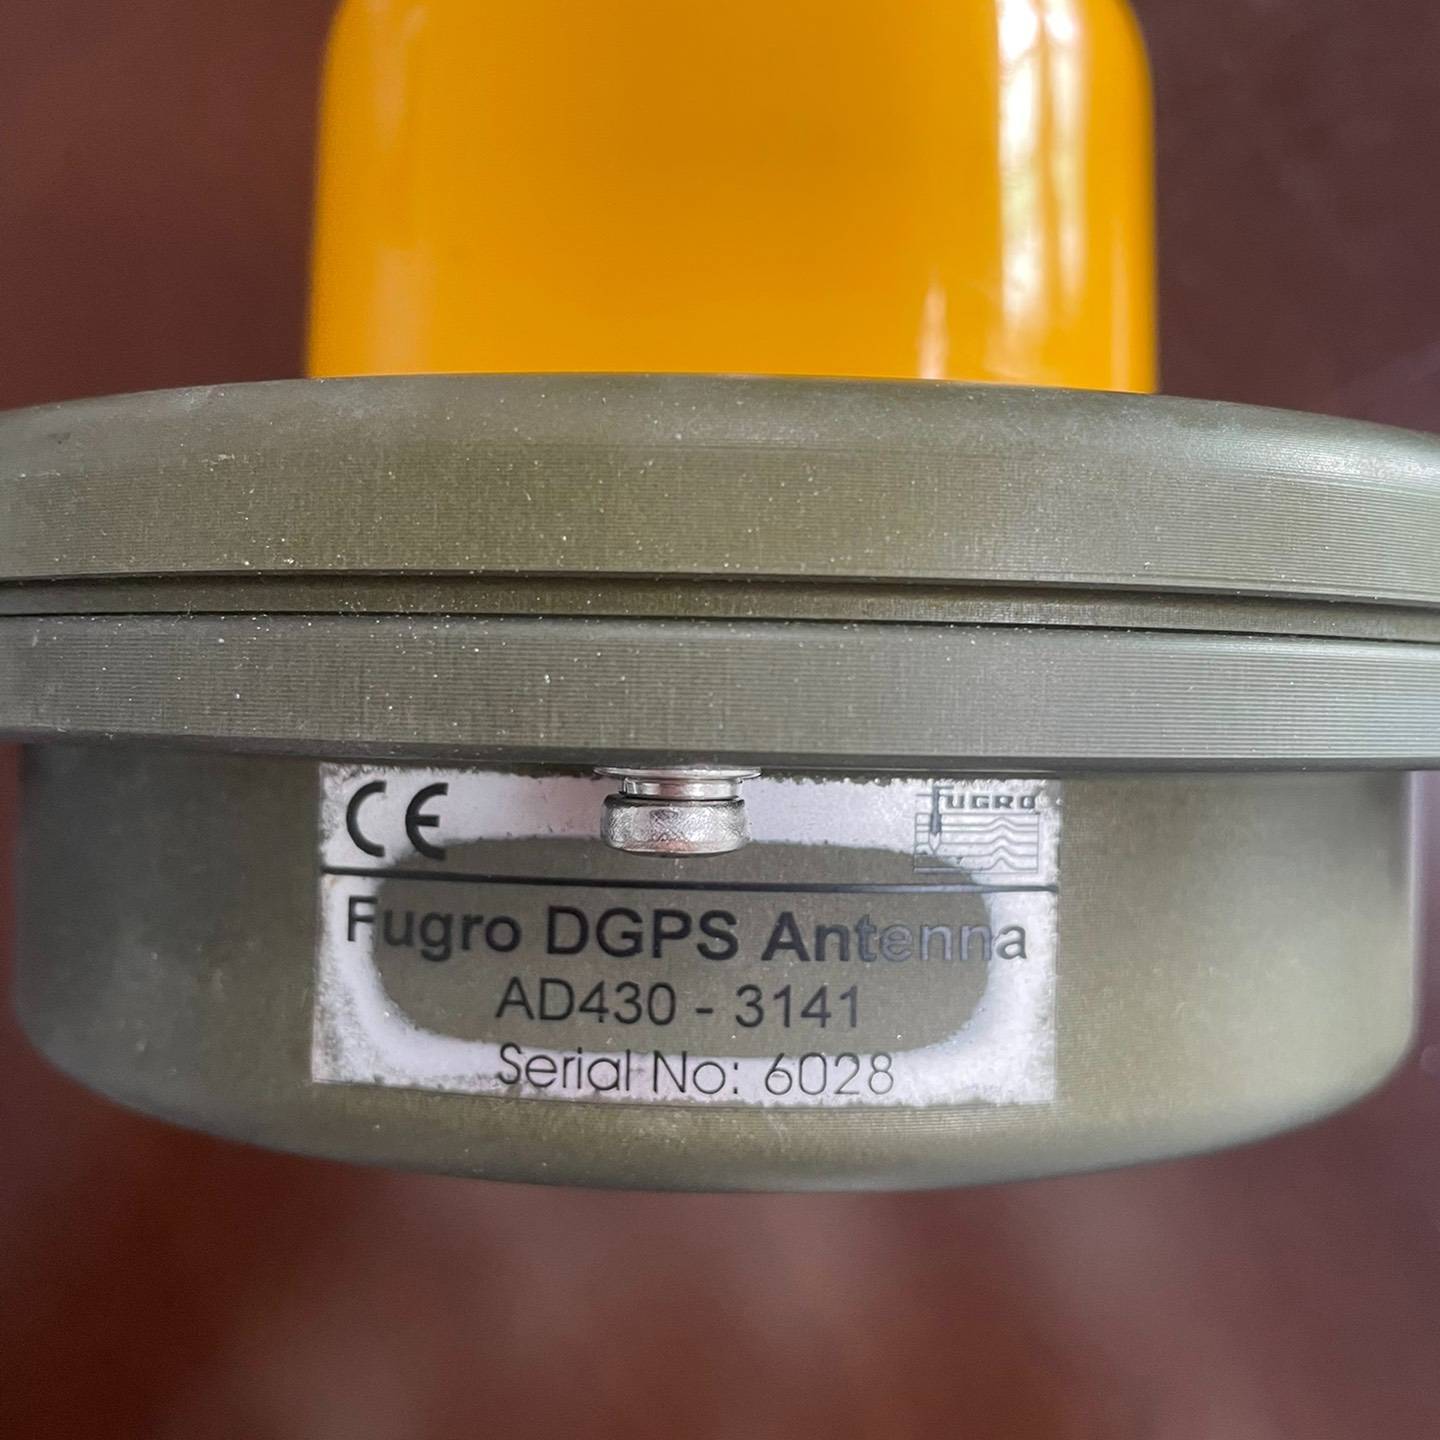 CE
FUGRO
Fugro DGPS Antenna
AD430 - 3141
Serial No: 6028